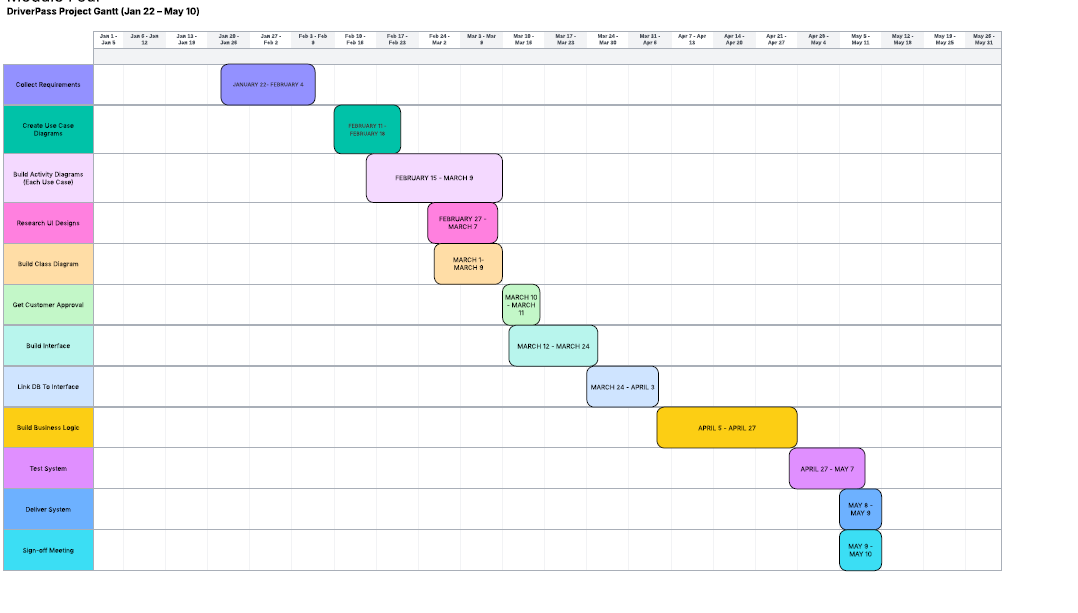 DriverPass Project Gantt (Jan 22 – May 10)
Jan 1 - Jan 5
Jan 6 - Jan 12
Jan 13 - Jan 19
Jan 20 - Jan 26
Jan 27 - Feb 2
Feb 3 - Feb 9
Feb 10 - Feb 16
Feb 17 - Feb 23
Feb 24 - Mar 2
Mar 3 - Mar 9
Mar 10 - Mar 16
Mar 17 - Mar 23
Mar 24 - Mar 30
Mar 31 - Apr 6
Apr 7 - Apr 13
Apr 14 - Apr 20
Apr 21 - Apr 27
Apr 28 - May 4
May 5 - May 11
May 12 - May 18
May 19 - May 25
May 26 - May 31
Collect Requirements
JANUARY 22- FEBRUARY 4
Create Use Case
Diagrams
FEBRUARY 11 -
FEBRUARY 16
Build Activity Diagrams
(Each Use Case)
FEBRUARY 15 - MARCH 9
Research UI Designs
FEBRUARY 27 -
MARCH 7
Build Class Diagram
MARCH 1-
MARCH 9
Get Customer Approval
MARCH 10
- MARCH
11
Build Interface
MARCH 12 - MARCH 24
Link DB To Interface
MARCH 24 - APRIL 3
Build Business Logic
APRIL 5 - APRIL 27
Test System
APRIL 27 - MAY 7
Deliver System
MAY 8 -
MAY 9
Sign-off Meeting
MAY 9 -
MAY 10